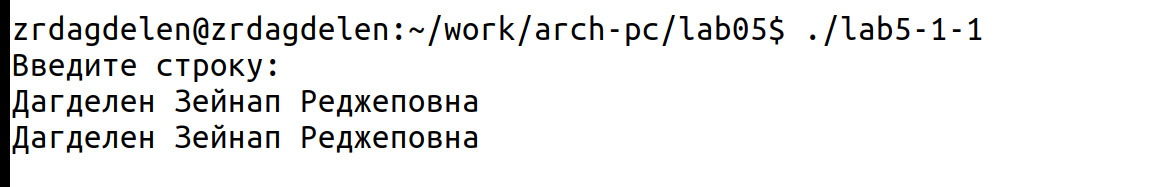 zrdagdelen@zrdagdelen:~/work/arch-pc/lab05$ ./lab5-1-1
Введите строку:
Дагделен Зейнап Реджеповна
Дагделен Зейнап Реджеповна